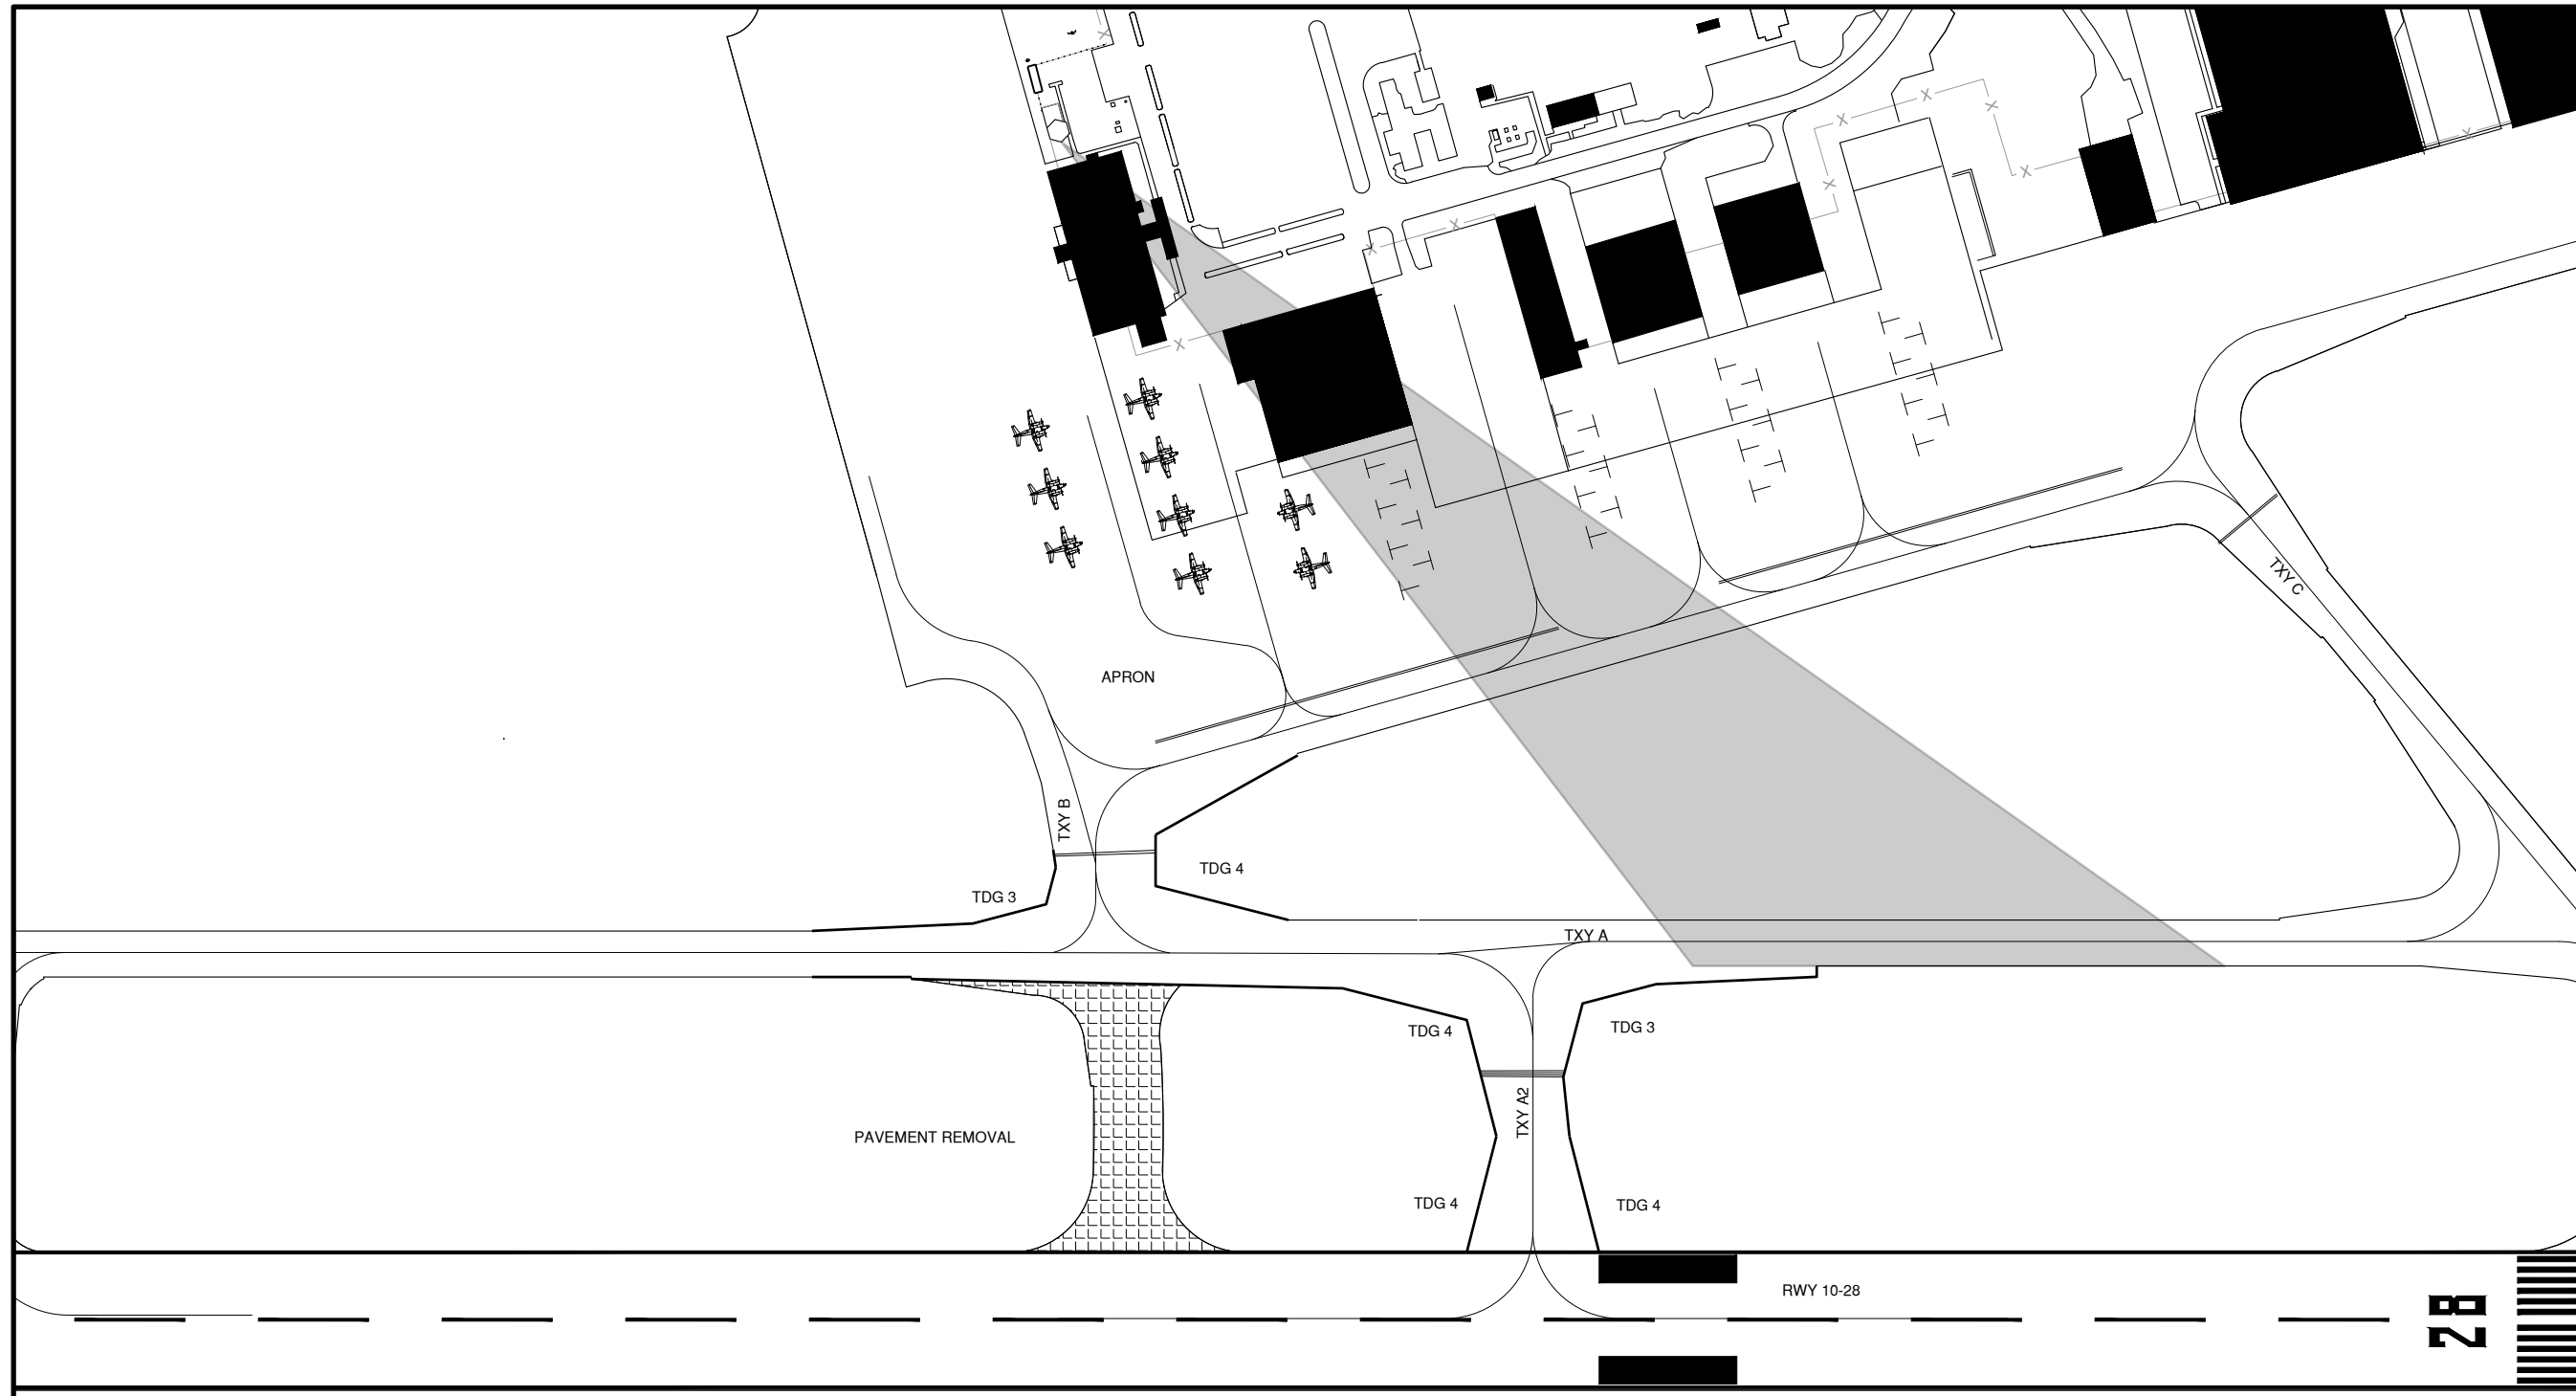 TXY C
APRON
TXY B
TDG 4
TDG 3
TXY A
TDG 4
TDG 3
TXY A2
PAVEMENT REMOVAL
TDG 4
TDG 4
RWY 10-28
28